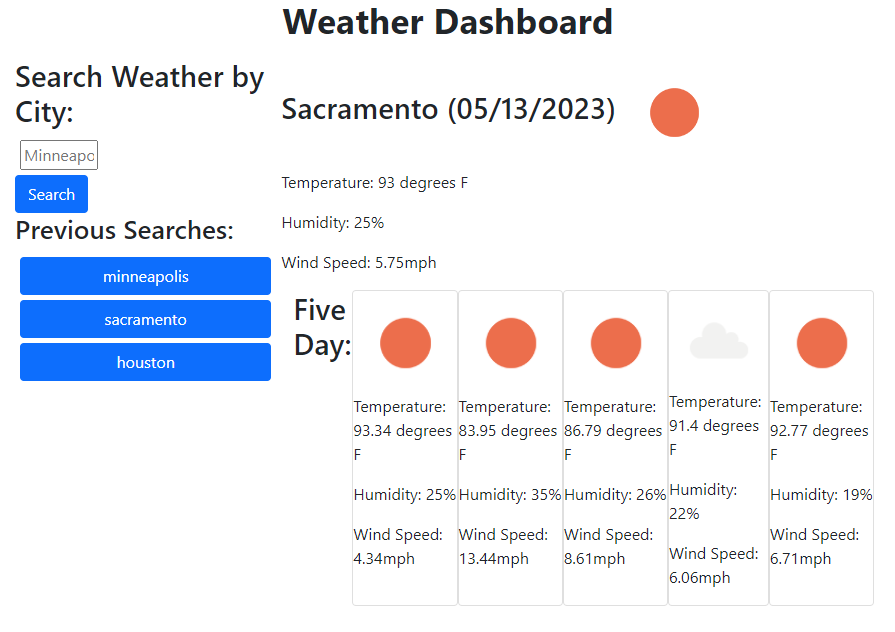 Weather Dashboard
Search Weather by
City:
Minneapo
Search
Previous Searches:
minneapolis
sacramento
houston
Sacramento (05/13/2023)
Temperature: 93 degrees F
Humidity: 25%
Wind Speed: 5.75mph
Five
Day:
Temperature:
93.34 degrees
F
Humidity: 25%
Wind Speed:
4.34mph
Temperature:
83.95 degrees
F
Humidity: 35%
Wind Speed:
13.44mph
Temperature:
86.79 degrees
F
Humidity: 26%
Wind Speed:
8.61mph
Temperature:
91.4 degrees
F
Humidity:
22%
Wind Speed:
6.06mph
Temperature:
92.77 degrees
F
Humidity: 19%
Wind Speed:
6.71mph